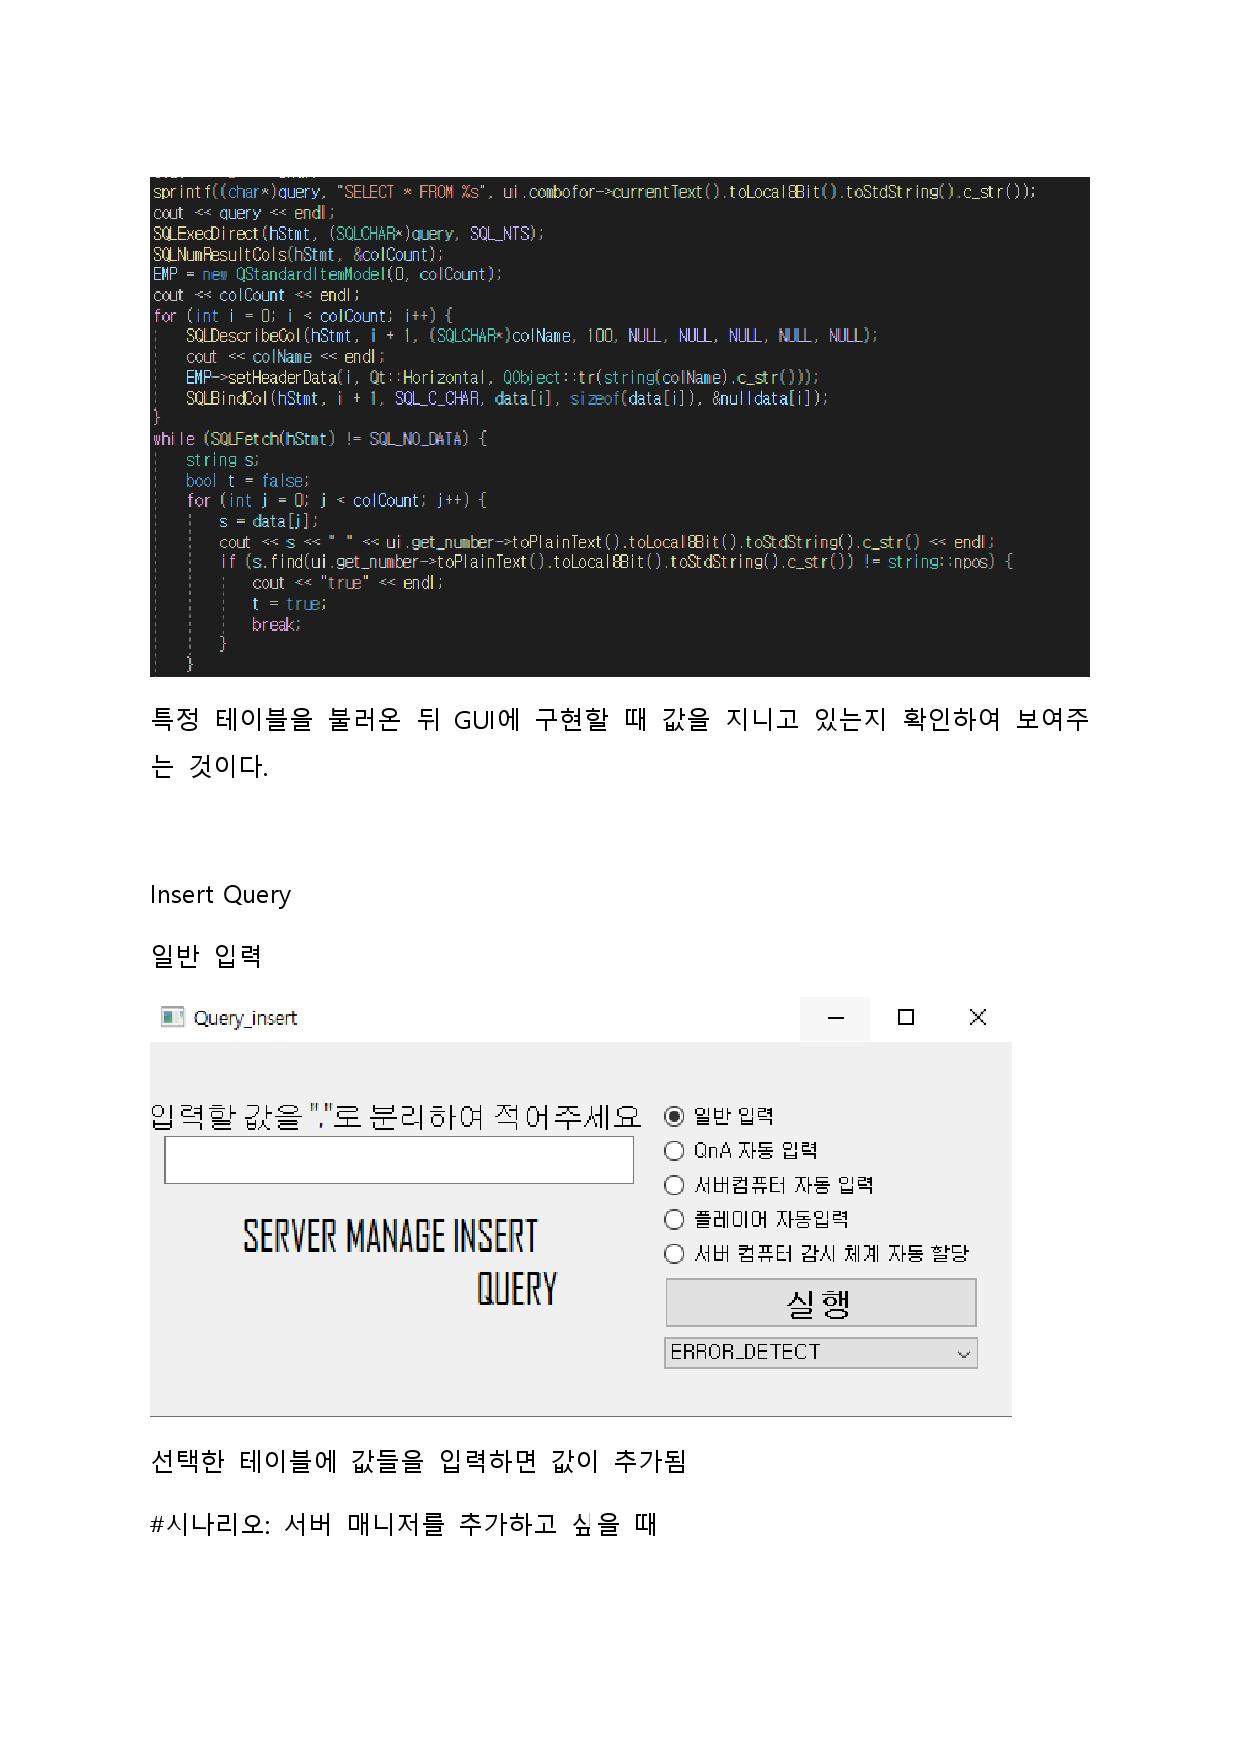 sprintf((char*)query, "SELECT * FROM %s", ui.combofor->currentText().toLocal8Bit().toStdString().c_str());
cout << query << endl;
SQLExecDirect(hStmt, (SQLCHAR*)query, SQL_NTS);
SQLNumResultCols(hStmt, &colCount);
EMP = new QStandardItemModel(0, colCount);
cout << colCount << endl;
for (int i = 0; i < colCount; i++) {
SQLDescribeCol(hStmt, i + 1, (SQLCHAR*)colName, 100, NULL, NULL, NULL, NULL, NULL);
cout << colName << endl;
EMP->setHeaderData(i, Qt::Horizontal, QObject::tr(string(colName).c_str()));
SQLBindCol(hStmt, i + 1, SQL_C_CHAR, data[i], sizeof(data[i]), &nulldata[i]);
}
while (SQLFetch(hStmt) != SQL_NO_DATA) {
string s;
bool t = false;
for (int j = 0; j < colCount; j++) {
s = data[j];
cout << s << " " << ui.get_number->toPlainText().toLocal8Bit().toStdString().c_str() << endl;
if (s.find(ui.get_number->toPlainText().toLocal8Bit().toStdString().c_str()) != string::npos) {
cout << "true" << endl;
t = true;
break;
}
}
특정 테이블을 불러온 뒤 GUI에 구현할 때 값을 지니고 있는지 확인하여 보여주
는 것이다.
Insert Query
일반 입력
Query_insert
입력할 값을 ","로 분리하여 적어주세요
일반 입력
QnA 자동 입력
서버컴퓨터 자동 입력
플레이어 자동입력
서버 컴퓨터 감시 체계 자동 할당
SERVER MANAGE INSERT
QUERY
실행
ERROR_DETECT
선택한 테이블에 값들을 입력하면 값이 추가됨
#시나리오: 서버 매니저를 추가하고 싶을 때